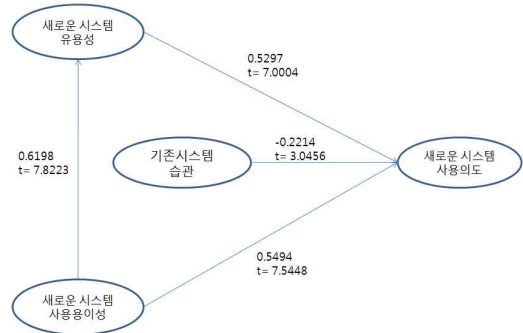 새로운 시스템
유용성
0.5297
t= 7.0004
0.6198
t= 7.8223
기존시스템
습관
-0.2214
t= 3.0456
새로운 시스템
사용의도
0.5494
t= 7.5448
새로운 시스템
사용용이성